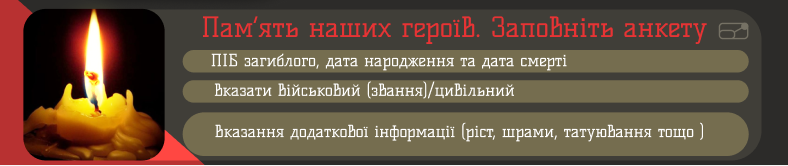 Пам'ять наших героїв. Заповніть анкету
ПІБ загиблого, дата народження та дата смерті
вказати військовий (звання)/цивільний
вказання додаткової інформації (ріст, шрами, татуювання тощо )